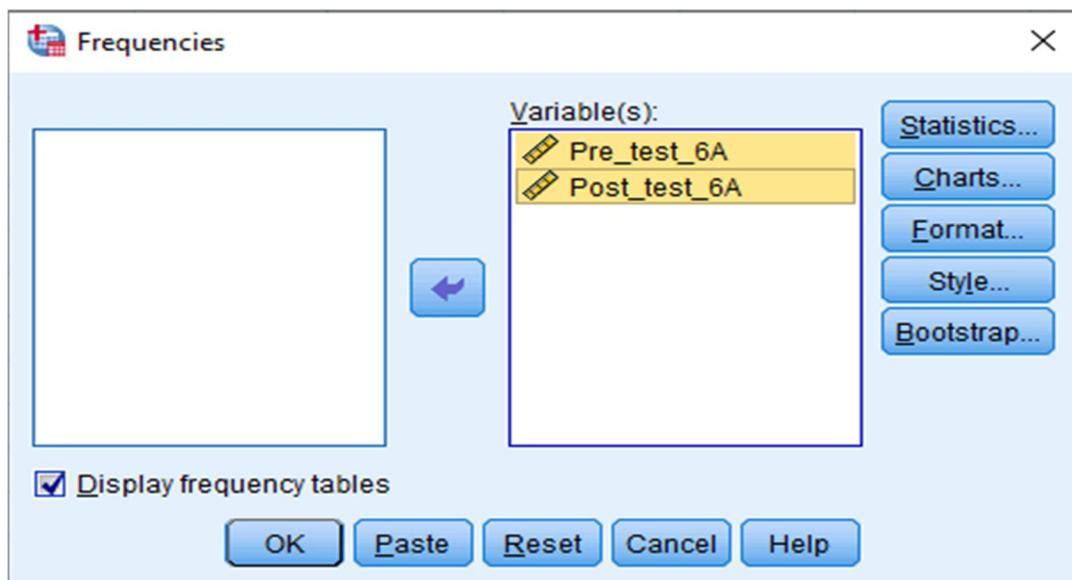 Frequencies
Variable(s):
Pre_test_6A
Post_test_6A
Statistics...
Charts...
Format...
Style...
Bootstrap...
Display frequency tables
OK Paste Reset Cancel Help